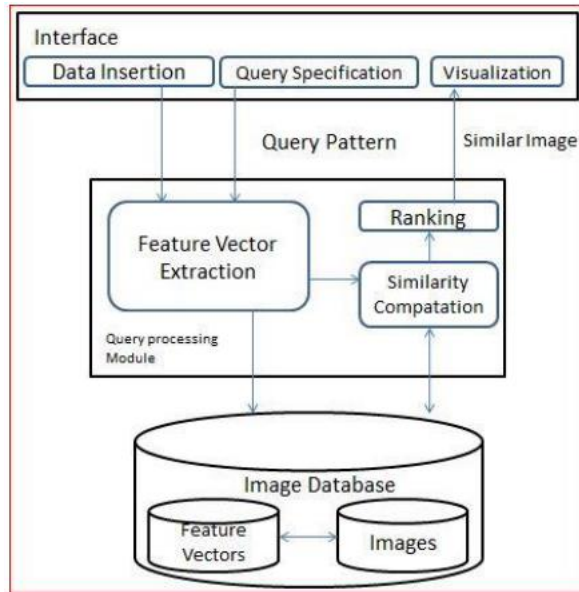 Interface
Data Insertion
Query Specification
Visualization
Query Pattern
Similar Image
Feature Vector
Extraction
Ranking
Similarity
Compatation
Query processing
Module
Image Database
Feature
Vectors
Images